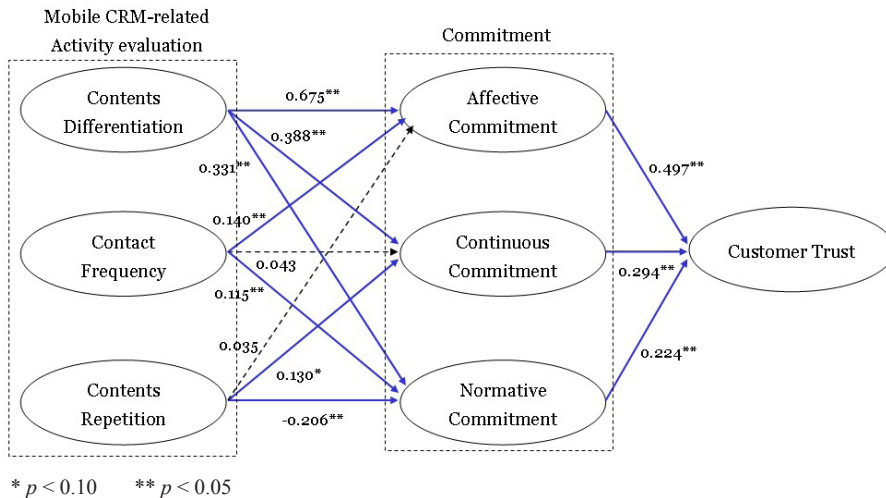 Mobile CRM-related
Activity evaluation
Commitment
Contents
Differentiation
0.675**
Affective
Commitment
0.388**
0.331**
0.497**
0.140**
Contact
Frequency
0.043
Continuous
Commitment
Customer Trust
0.294**
0.115**
0.035
0.224**
0.130*
Contents
Repetition
-0.206**
Normative
Commitment
* p < 0.10 ** p < 0.05